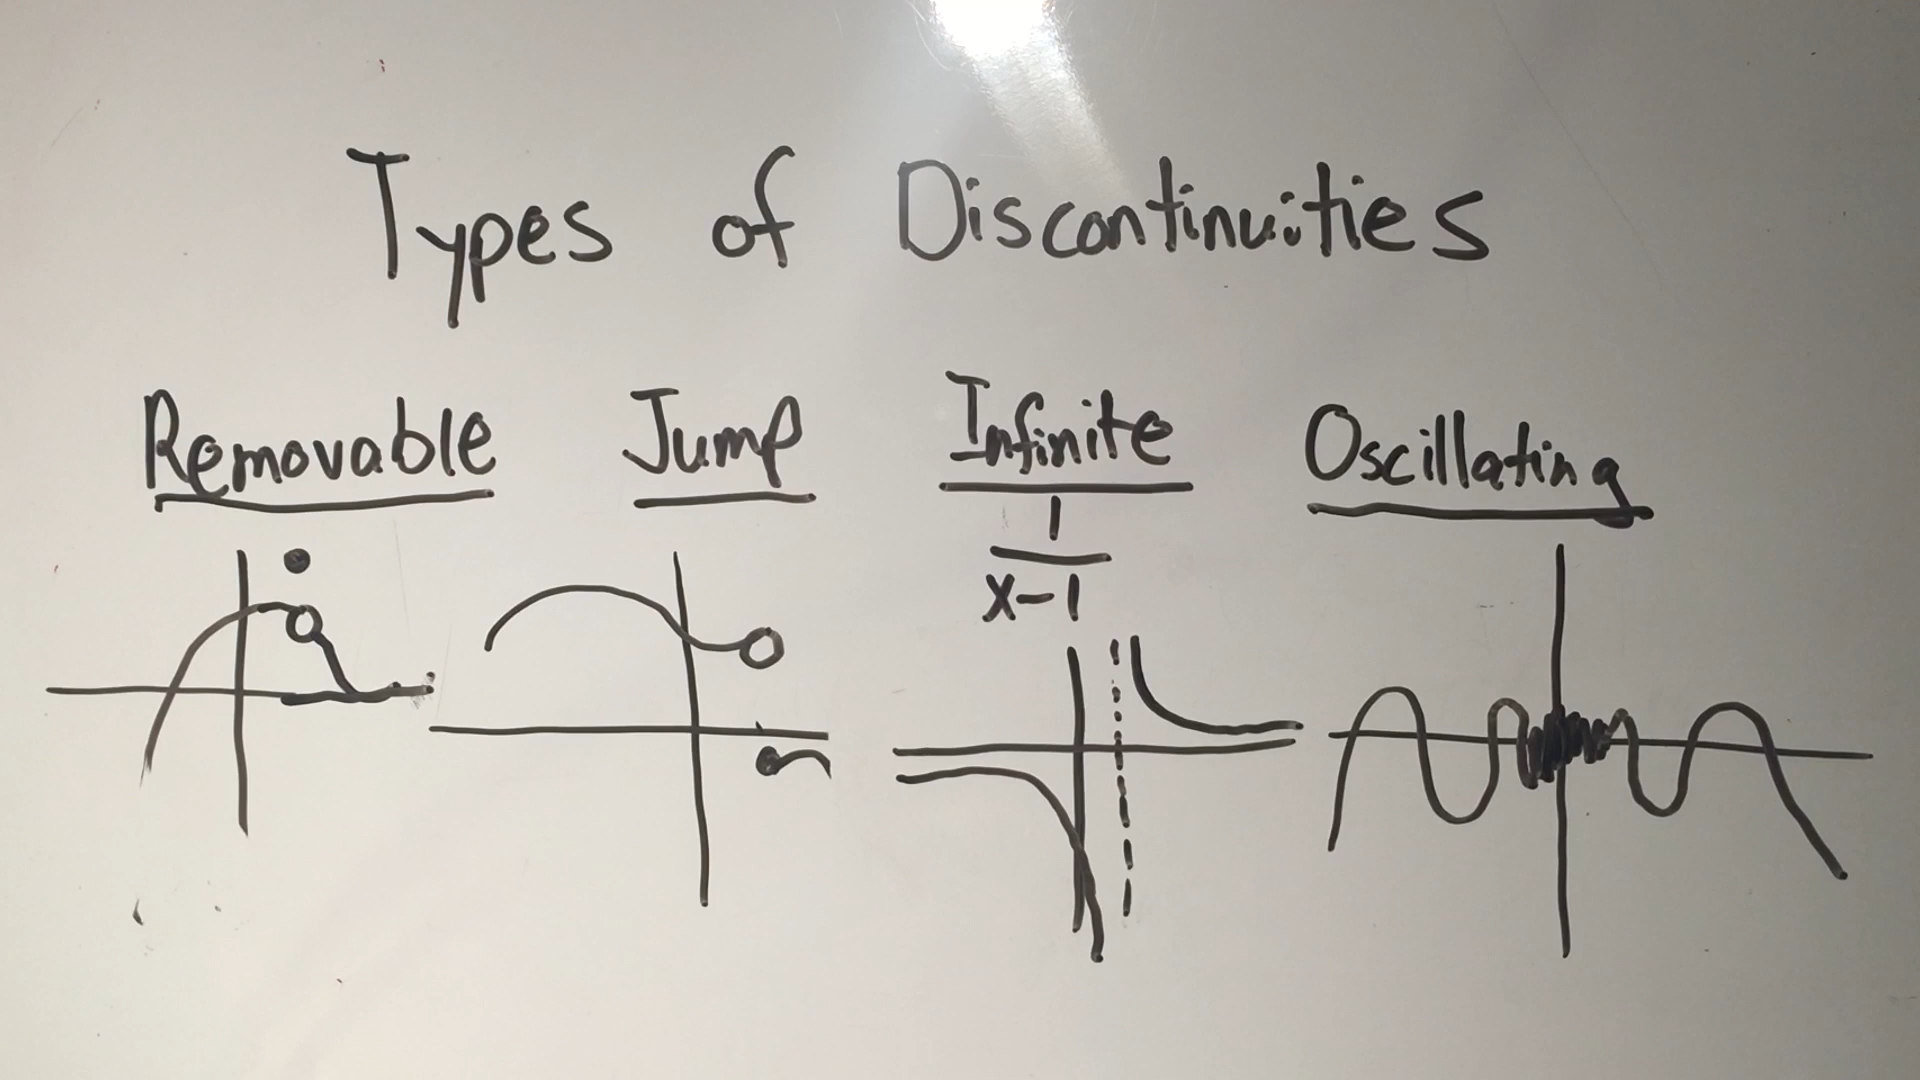 Types of Discontinuities
Removable Jump Infinite Oscillating
1
x-1